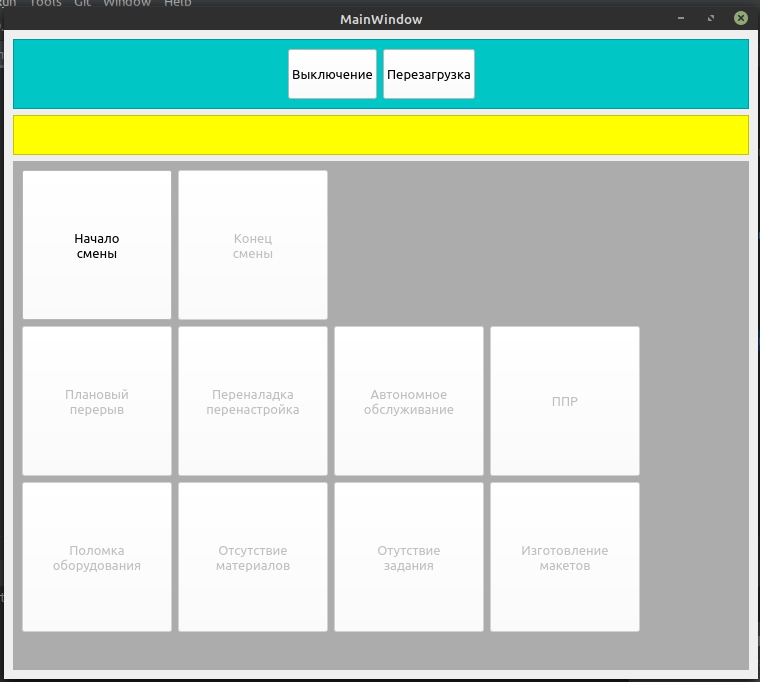 Run Tools Git Window Help
MainWindow
Выключение Перезагрузка
Начало
смены
Конец
смены
Плановый
перерыв
Переналадка
перенастройка
Автономное
обслуживание
ППР
Поломка
оборудования
Отсутствие
материалов
Отутствие
задания
Изготовление
макетов